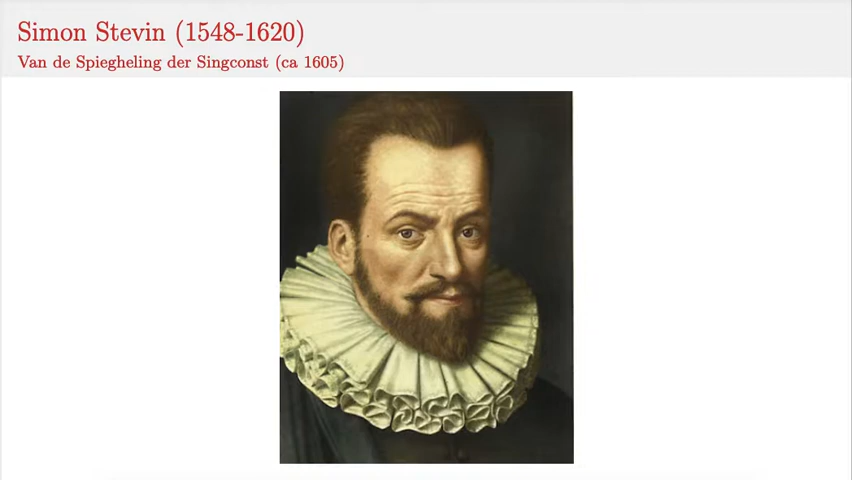 Simon Stevin (1548-1620)
Van de Spiegheling der Singconst (ca 1605)